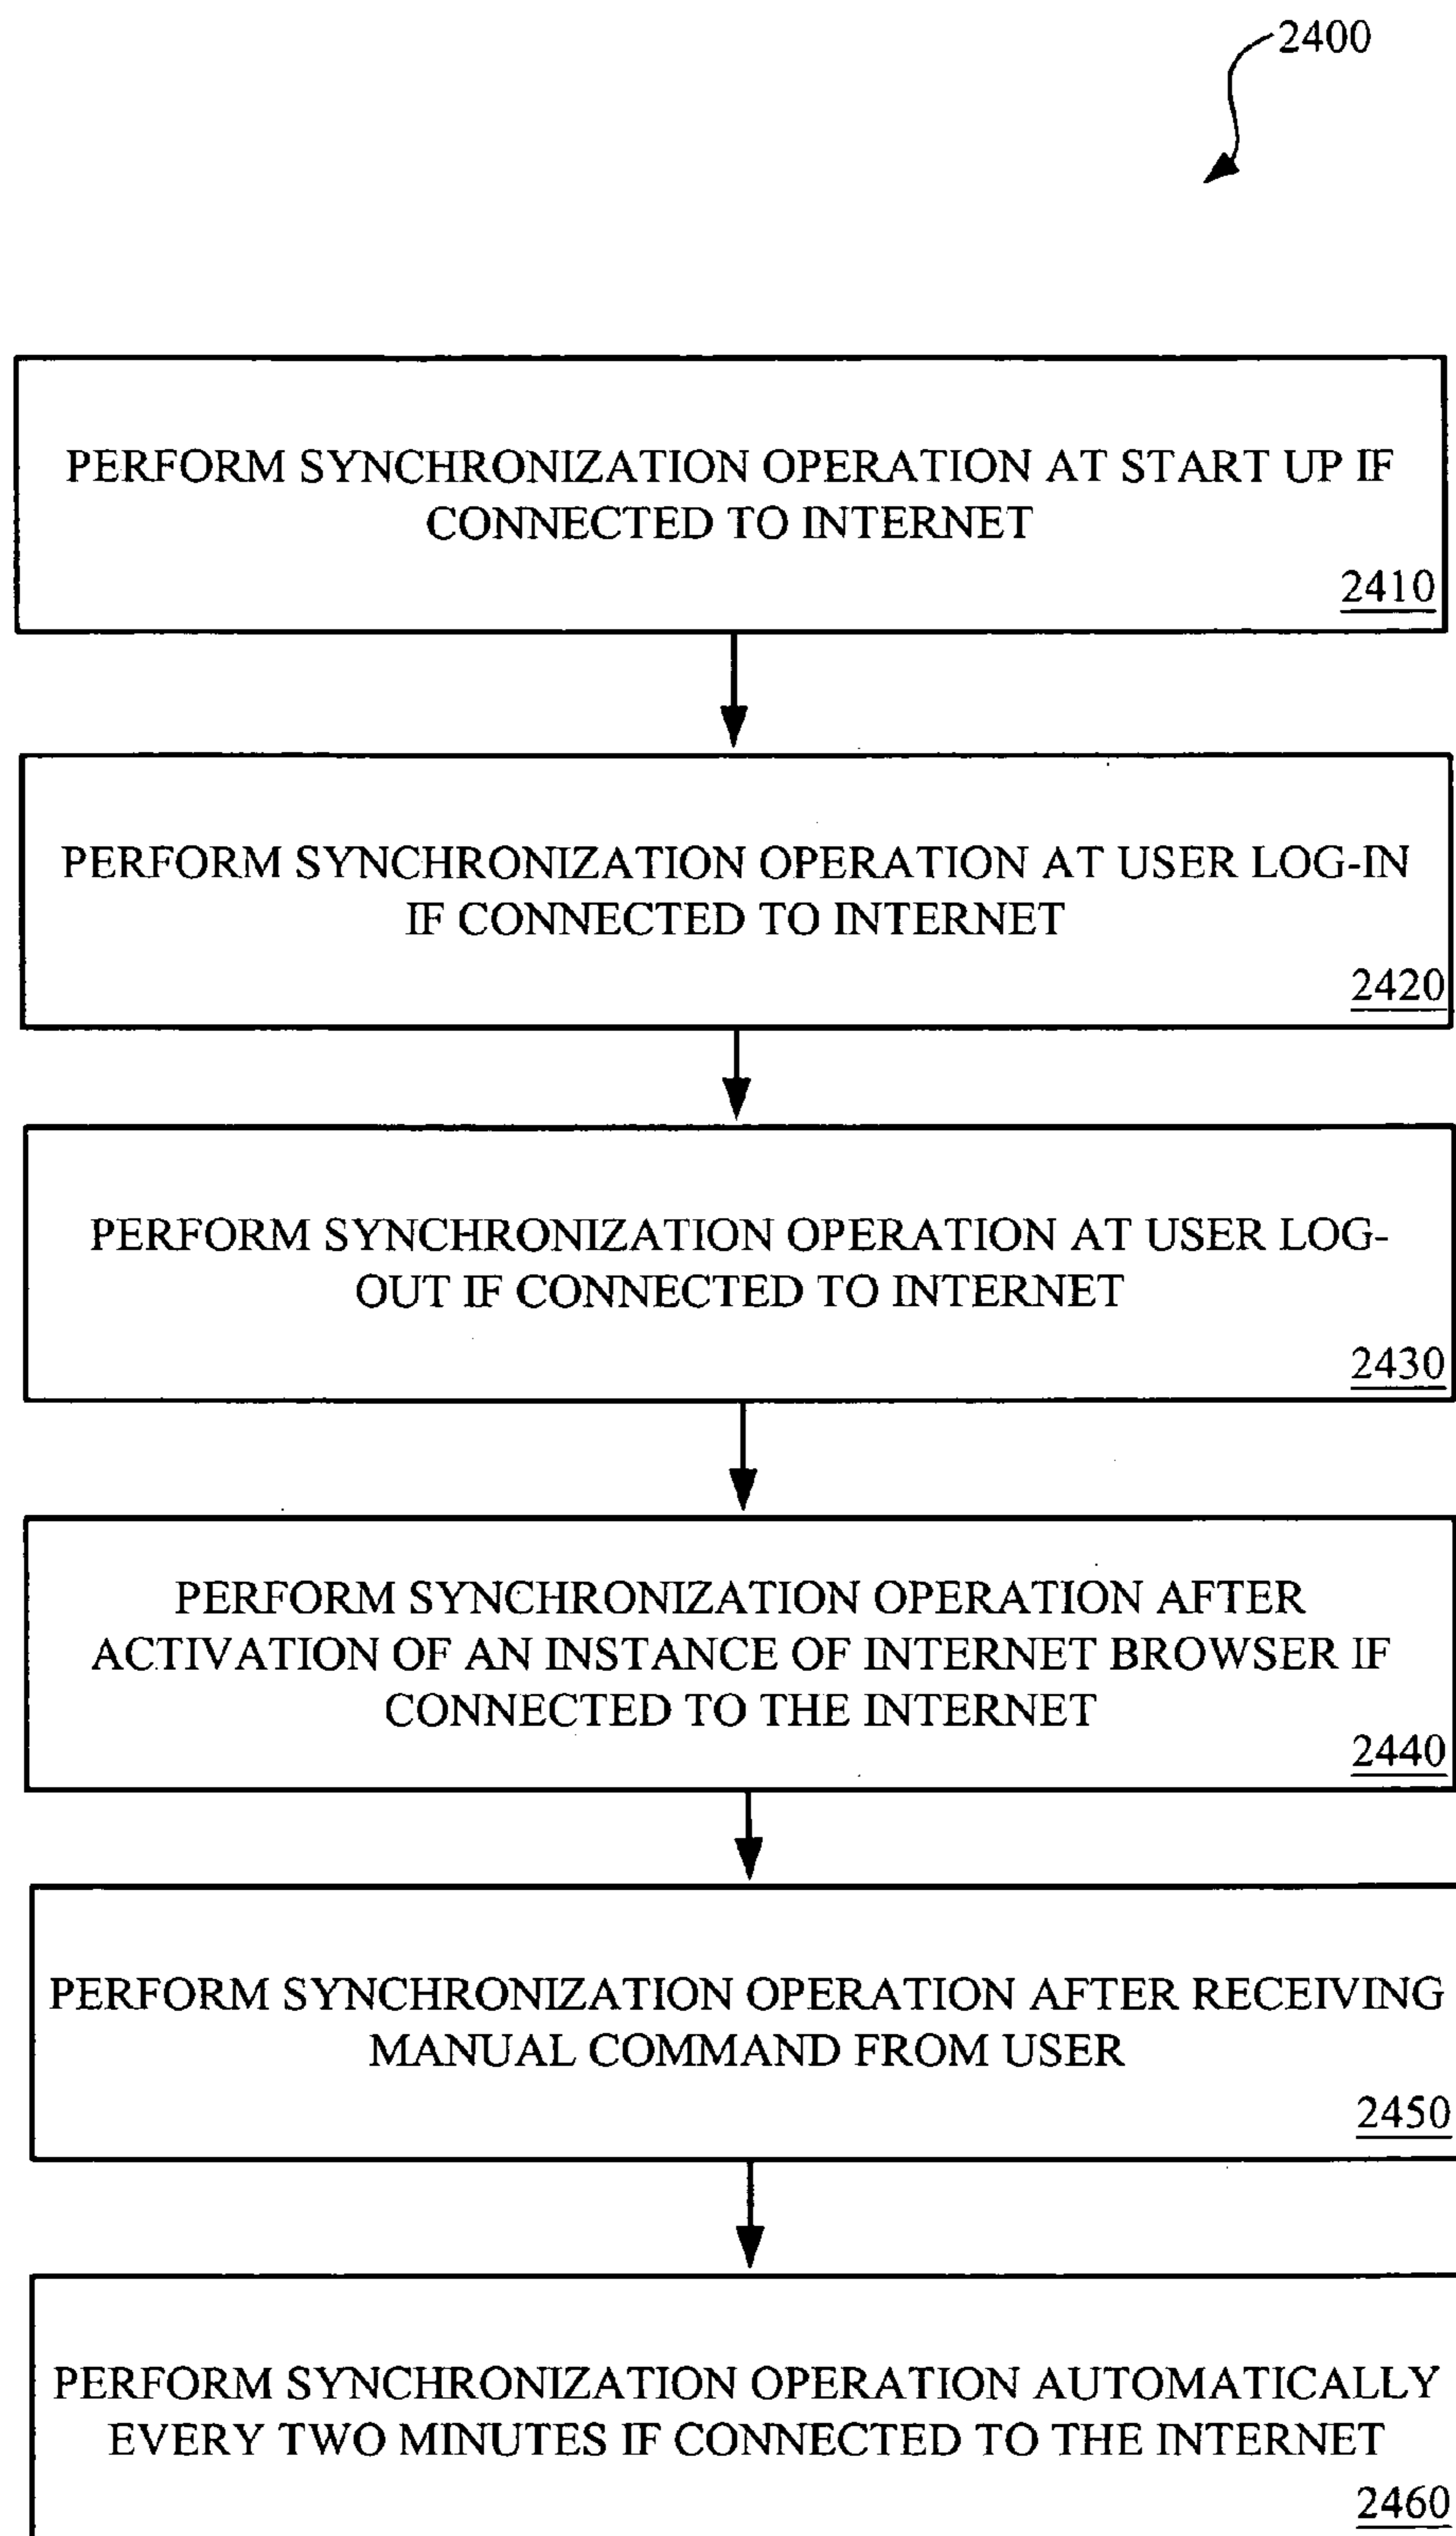 2400
PERFORM SYNCHRONIZATION OPERATION AT START UP IF
CONNECTED TO INTERNET
2410
PERFORM SYNCHRONIZATION OPERATION AT USER LOG-IN
IF CONNECTED TO INTERNET
2420
PERFORM SYNCHRONIZATION OPERATION AT USER LOG-
OUT IF CONNECTED TO INTERNET
2430
PERFORM SYNCHRONIZATION OPERATION AFTER
ACTIVATION OF AN INSTANCE OF INTERNET BROWSER IF
CONNECTED TO THE INTERNET
2440
PERFORM SYNCHRONIZATION OPERATION AFTER RECEIVING
MANUAL COMMAND FROM USER
2450
PERFORM SYNCHRONIZATION OPERATION AUTOMATICALLY
EVERY TWO MINUTES IF CONNECTED TO THE INTERNET
2460